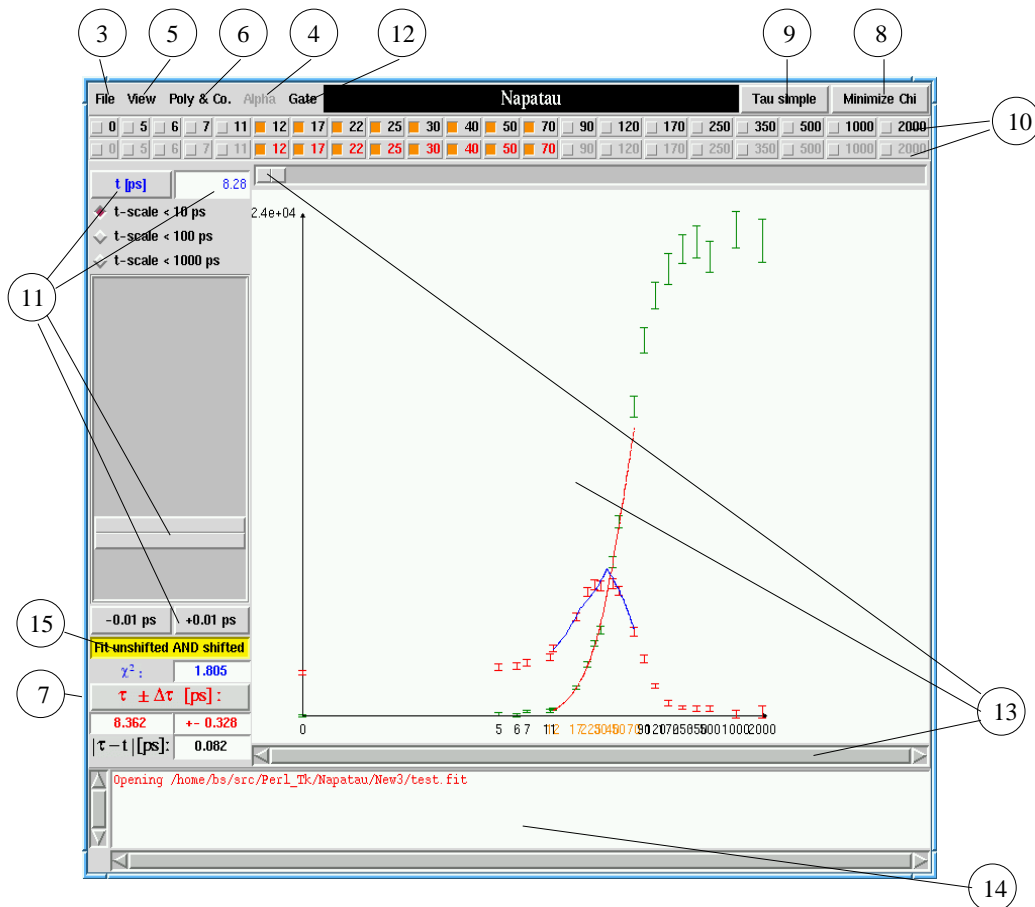 3 5 6 4 12 9 8
File View Poly & Co. Alpha Gate Napatau Tau simple Minimize Chi
0 5 6 7 11 12 17 22 25 30 40 50 70 90 120 170 250 350 500 1000 2000
0 5 6 7 11 12 17 22 25 30 40 50 70 90 120 170 250 350 500 1000 2000
10
t [ps] 8.28
t-scale < 10 ps
t-scale < 100 ps
t-scale < 1000 ps
2.4e+04
11
-0.01 ps +0.01 ps
15
Fit unshifted AND shifted
χ²: 1.805
7
τ ± Δτ [ps]:
8.362 +- 0.328
|τ-t|[ps]: 0.082
13
0 5 6 7 1000 2000
Opening /home/bs/src/Perl_Tk/Napatau/New3/test.fit
14